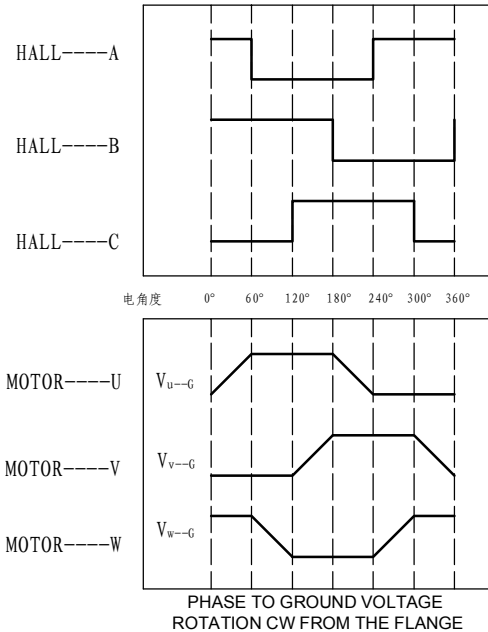 HALL----A
HALL----B
HALL----C
电角度 0° 60° 120° 180° 240° 300° 360°
MOTOR----U Vu--G
MOTOR----V Vv--G
MOTOR----W Vw--G
PHASE TO GROUND VOLTAGE
ROTATION CW FROM THE FLANGE